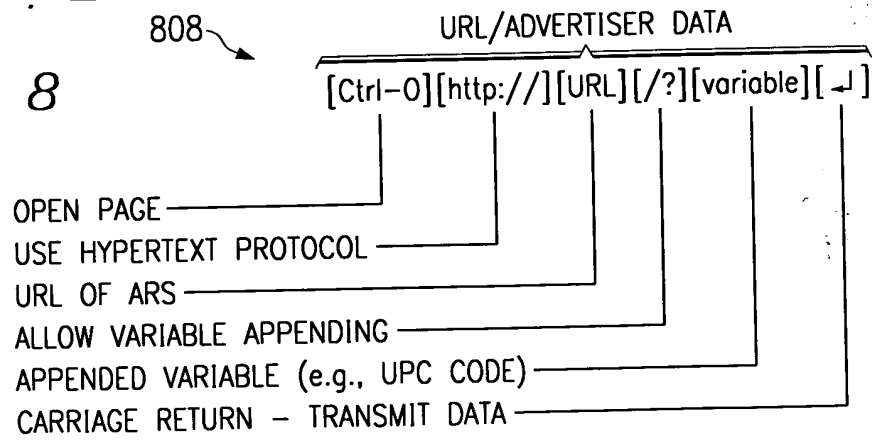 808
URL/ADVERTISER DATA
8
[Ctrl-O][http://][URL][/?][variable][↵]
OPEN PAGE
USE HYPERTEXT PROTOCOL
URL OF ARS
ALLOW VARIABLE APPENDING
APPENDED VARIABLE (e.g., UPC CODE)
CARRIAGE RETURN – TRANSMIT DATA